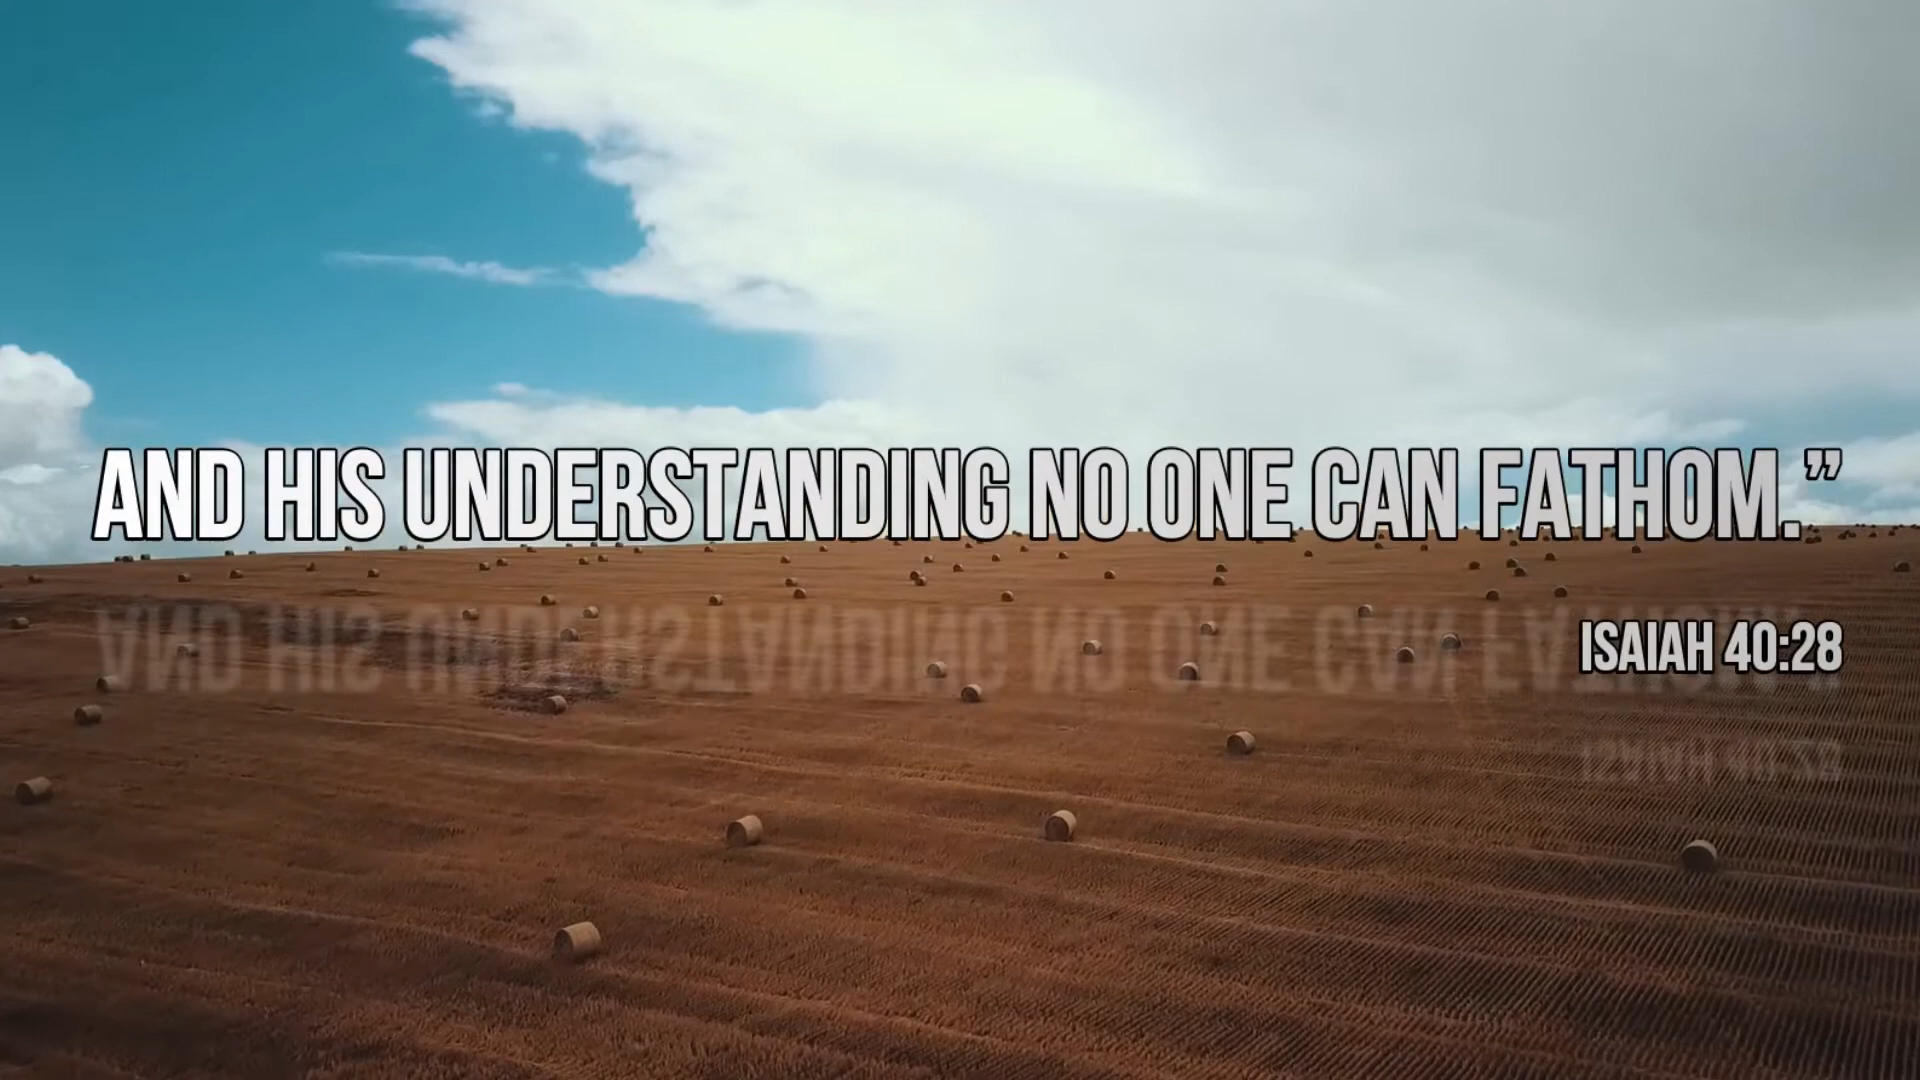 AND HIS UNDERSTANDING NO ONE CAN FATHOM.”
ISAIAH 40:28